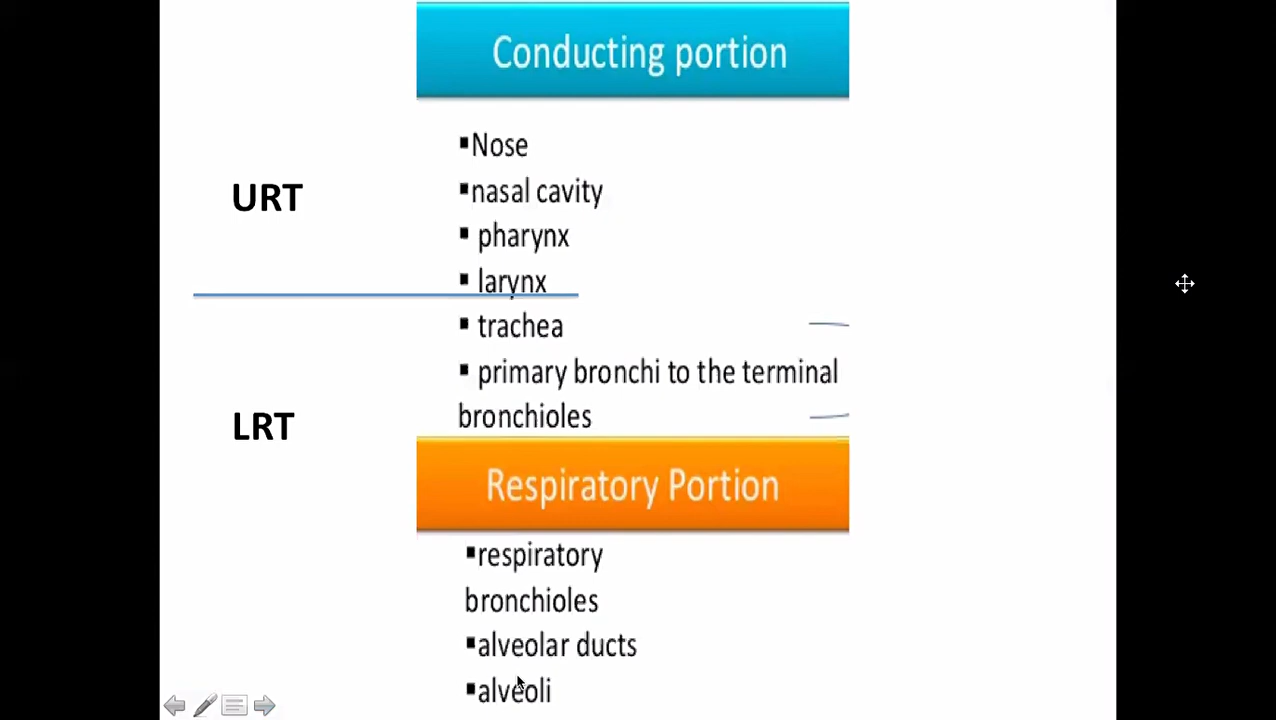 Conducting portion
▪Nose
▪nasal cavity
▪ pharynx
▪ larynx
▪ trachea
▪ primary bronchi to the terminal
bronchioles
URT
LRT
Respiratory Portion
▪respiratory
bronchioles
▪alveolar ducts
▪alveoli